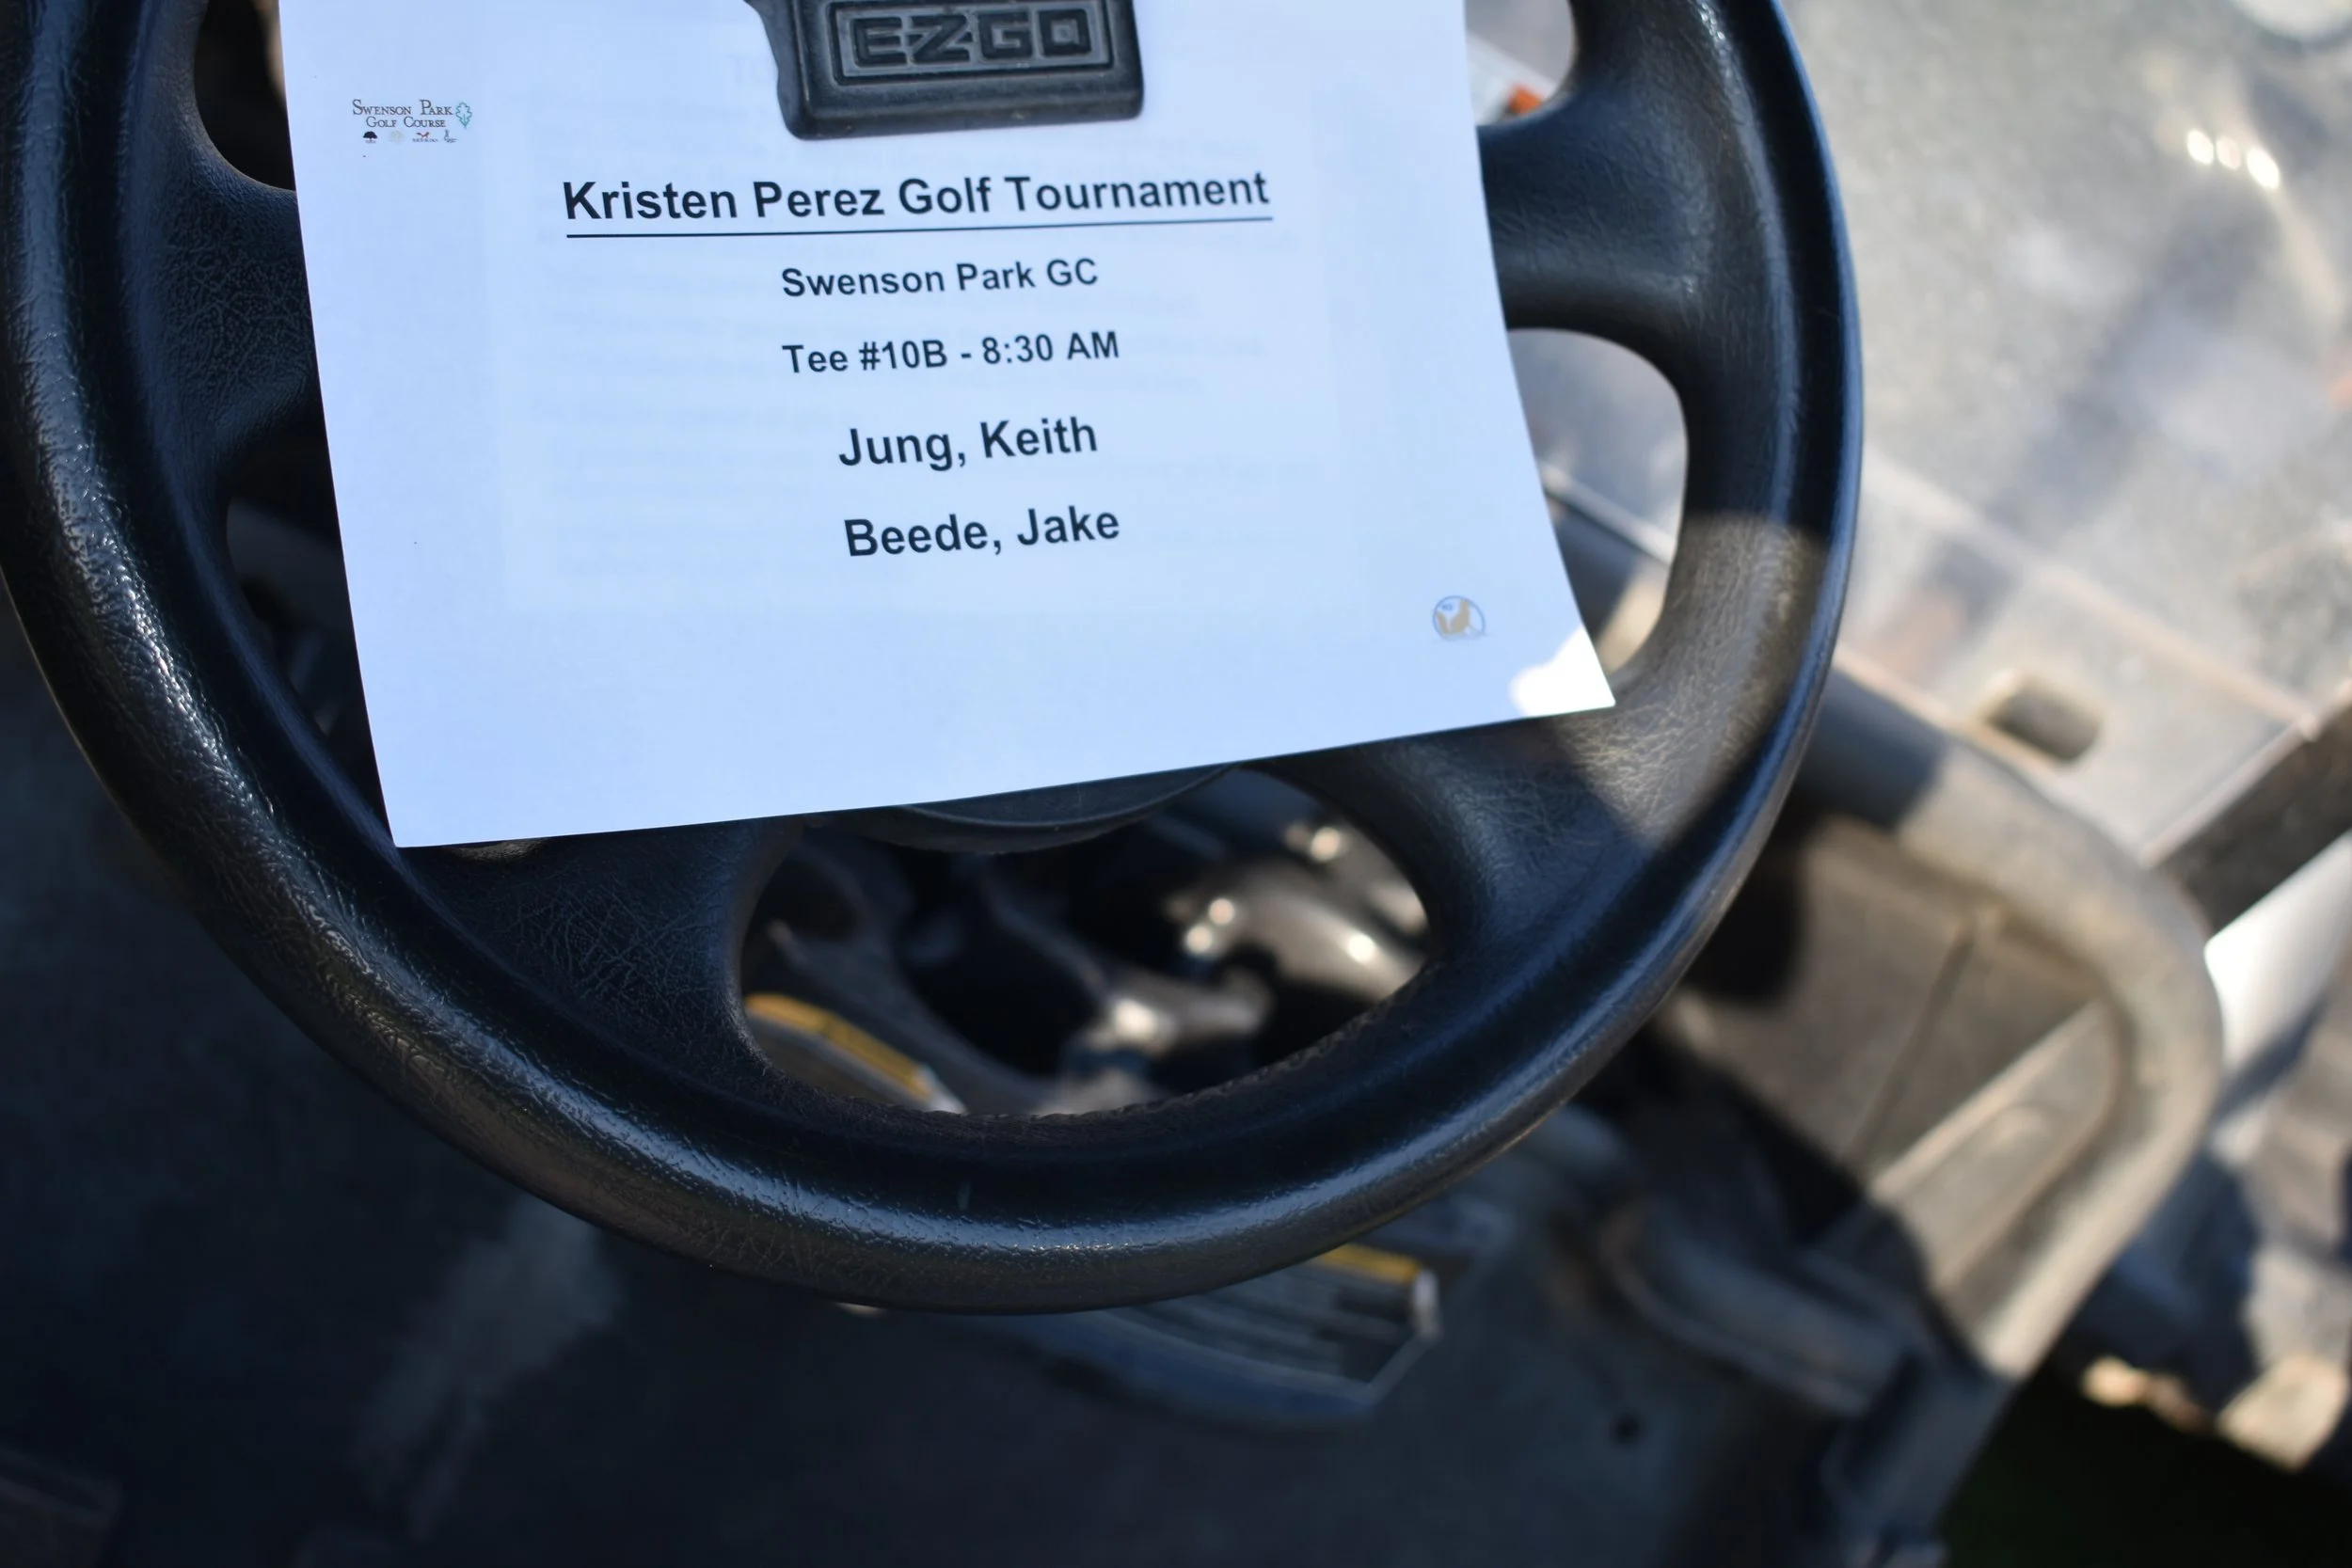 EZGO
SWENSON PARK
GOLF COURSE
Kristen Perez Golf Tournament
Swenson Park GC
Tee #10B - 8:30 AM
Jung, Keith
Beede, Jake